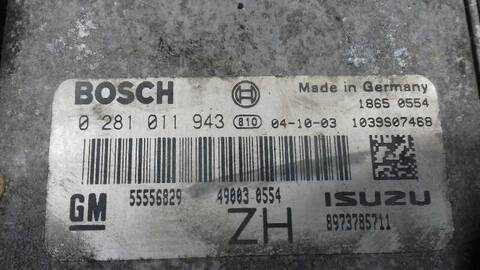 BOSCH Made in Germany
1865 0554
0 281 011 943 810 04-10-03 1039S07468
GM 55556829 49003 0554 ISUZU
ZH 8973785711